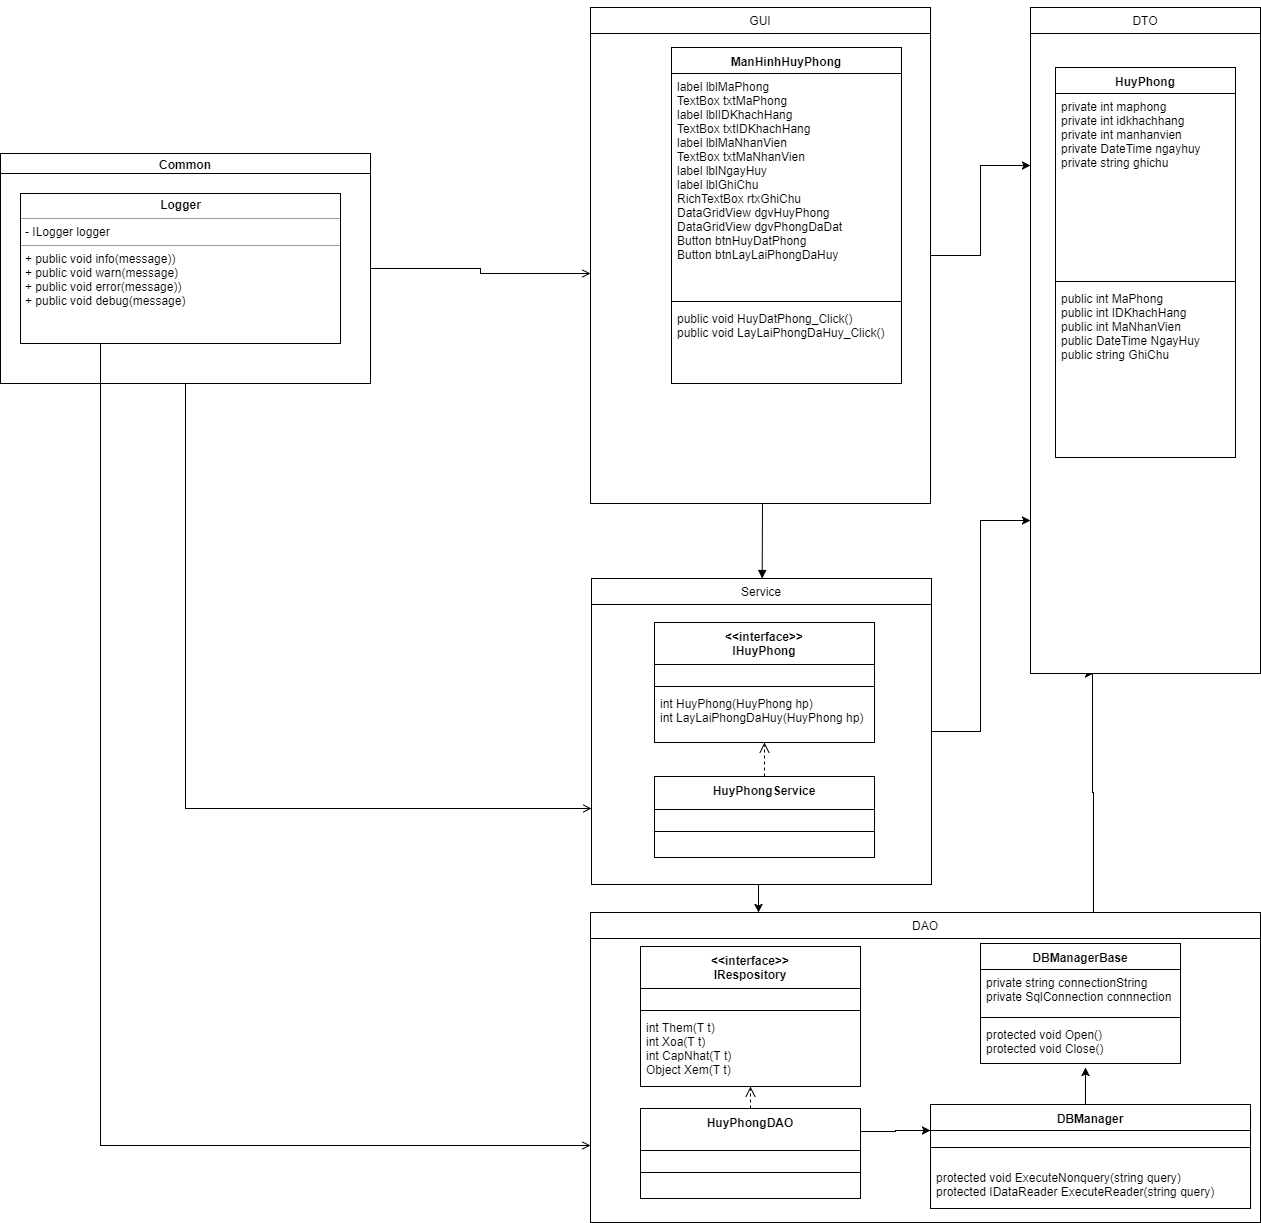 Common
Logger
- ILogger logger
+ public void info(message))
+ public void warn(message)
+ public void error(message))
+ public void debug(message)
GUI
ManHinhHuyPhong
label lblMaPhong
TextBox txtMaPhong
label lblIDKhachHang
TextBox txtIDKhachHang
label lblMaNhanVien
TextBox txtMaNhanVien
label lblNgayHuy
label lblGhiChu
RichTextBox rtxGhiChu
DataGridView dgvHuyPhong
DataGridView dgvPhongDaDat
Button btnHuyDatPhong
Button btnLayLaiPhongDaHuy
public void HuyDatPhong_Click()
public void LayLaiPhongDaHuy_Click()
DTO
HuyPhong
private int maphong
private int idkhachhang
private int manhanvien
private DateTime ngayhuy
private string ghichu
public int MaPhong
public int IDKhachHang
public int MaNhanVien
public DateTime NgayHuy
public string GhiChu
Service
<<interface>>
IHuyPhong
int HuyPhong(HuyPhong hp)
int LayLaiPhongDaHuy(HuyPhong hp)
HuyPhongService
DAO
<<interface>>
IRespository
int Them(T t)
int Xoa(T t)
int CapNhat(T t)
Object Xem(T t)
HuyPhongDAO
DBManagerBase
private string connectionString
private SqlConnection connnection
protected void Open()
protected void Close()
DBManager
protected void ExecuteNonquery(string query)
protected IDataReader ExecuteReader(string query)